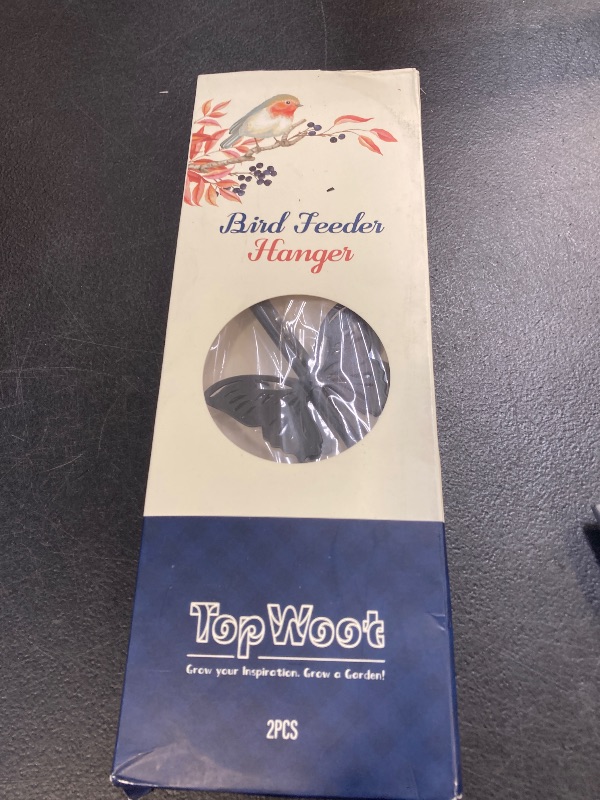 Bird Feeder
Hanger
Top Woot
Grow your Inspiration. Grow a Garden!
2PCS